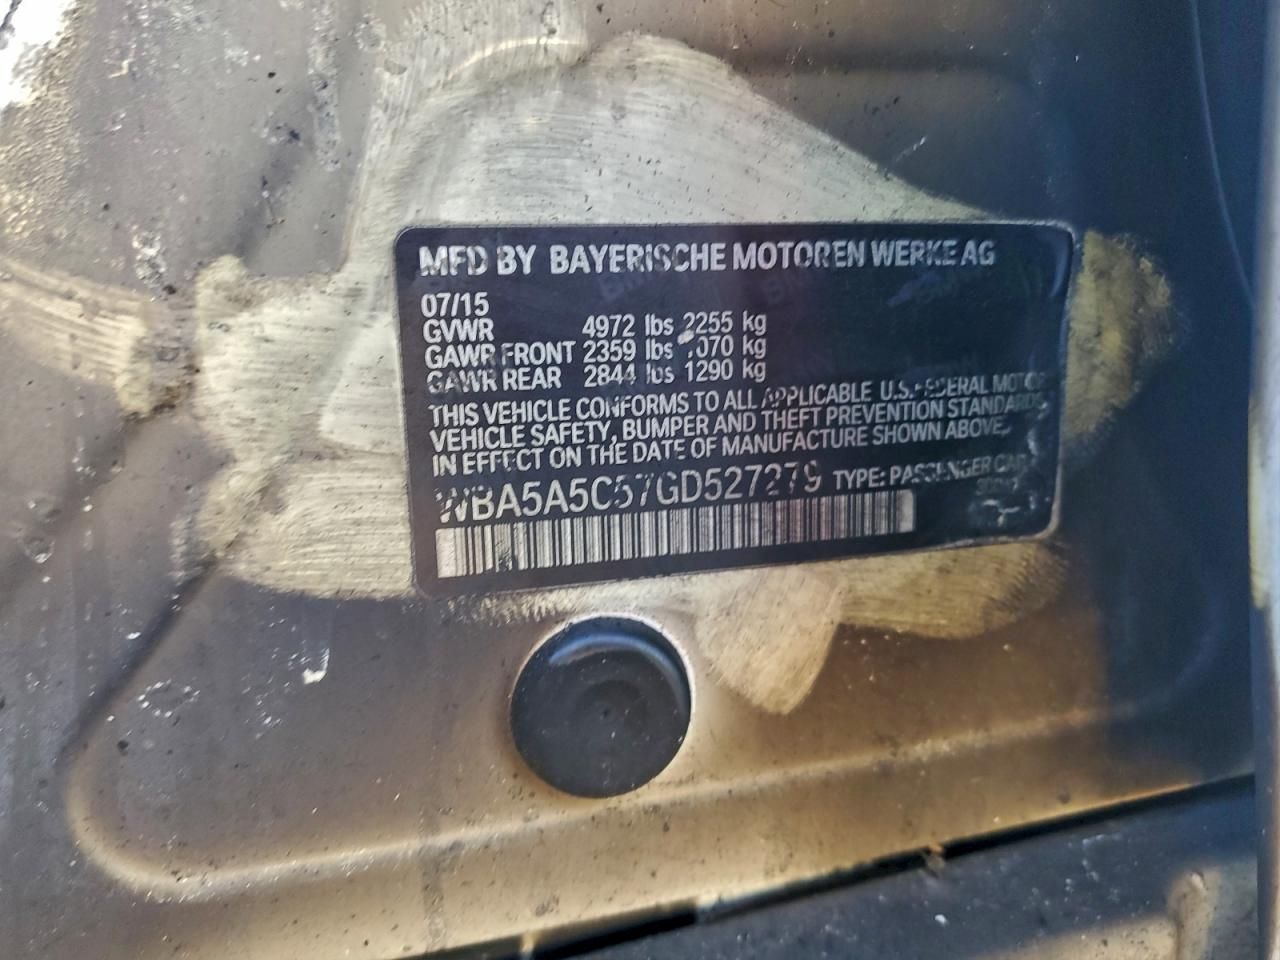 MFD BY BAYERISCHE MOTOREN WERKE AG
07/15
GVWR 4972 lbs 2255 kg
GAWR FRONT 2359 lbs 1070 kg
GAWR REAR 2844 lbs 1290 kg
THIS VEHICLE CONFORMS TO ALL APPLICABLE U.S. FEDERAL MOTOR
VEHICLE SAFETY, BUMPER AND THEFT PREVENTION STANDARDS
IN EFFECT ON THE DATE OF MANUFACTURE SHOWN ABOVE.
WBA5A5C57GD527279 TYPE: PASSENGER CAR